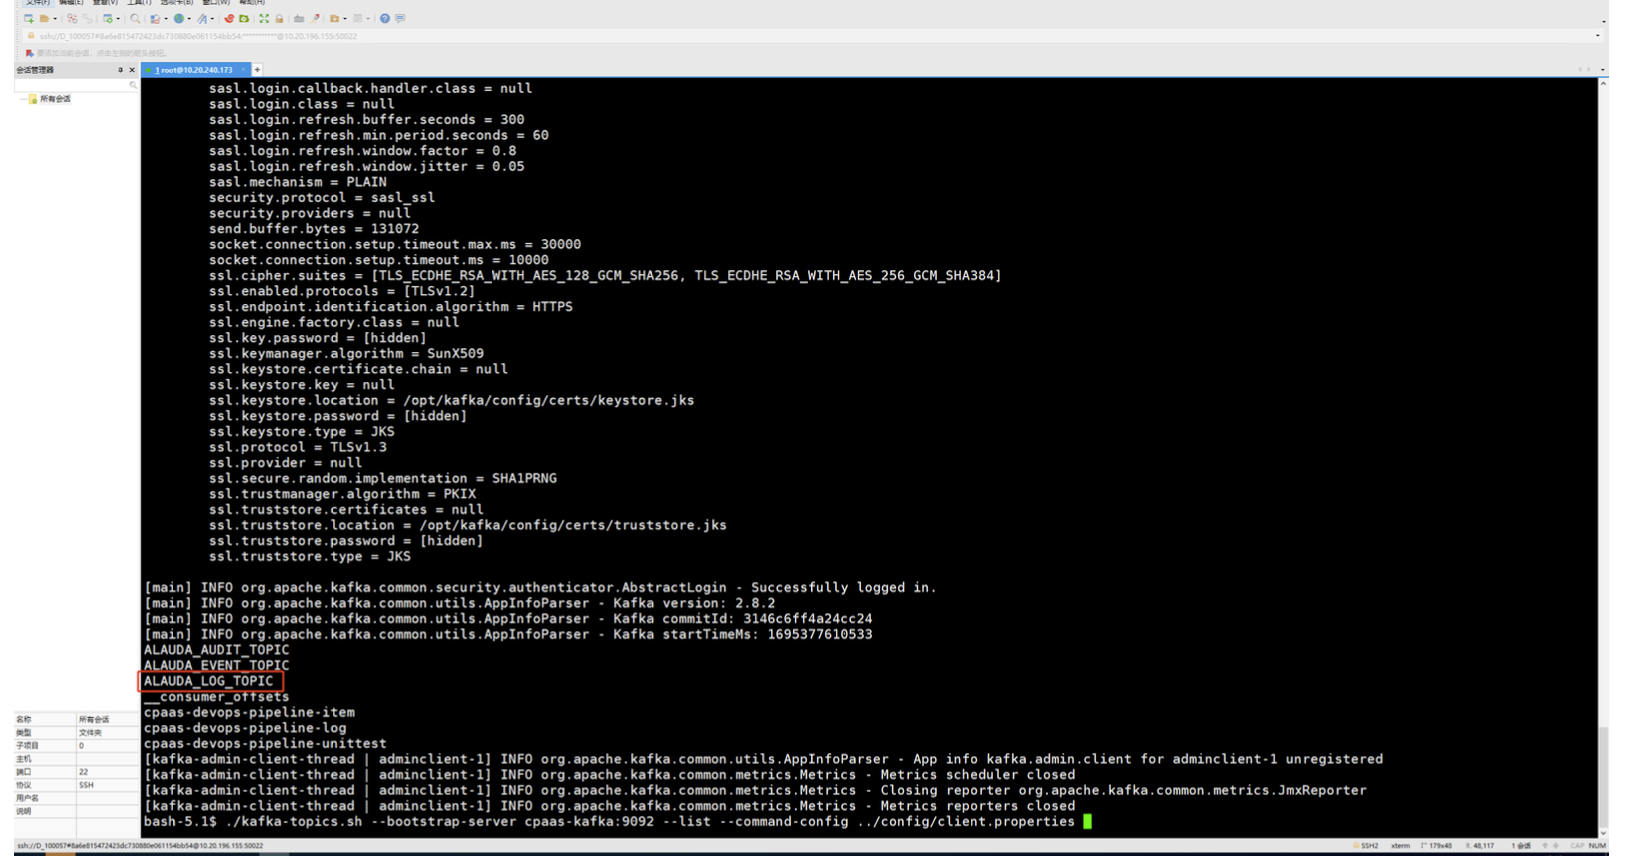 文件(F) 编辑(E) 查看(V) 工具(T) 选项卡(B) 窗口(W) 帮助(H)
ssh://D_100057#8a6e815472423dc730880e061154bb54:***********@10.20.196.155:50022
要添加当前会话，点击左侧的箭头按钮。
会话管理器
1 root@10.20.240.173
所有会话
sasl.login.callback.handler.class = null
sasl.login.class = null
sasl.login.refresh.buffer.seconds = 300
sasl.login.refresh.min.period.seconds = 60
sasl.login.refresh.window.factor = 0.8
sasl.login.refresh.window.jitter = 0.05
sasl.mechanism = PLAIN
security.protocol = sasl_ssl
security.providers = null
send.buffer.bytes = 131072
socket.connection.setup.timeout.max.ms = 30000
socket.connection.setup.timeout.ms = 10000
ssl.cipher.suites = [TLS_ECDHE_RSA_WITH_AES_128_GCM_SHA256, TLS_ECDHE_RSA_WITH_AES_256_GCM_SHA384]
ssl.enabled.protocols = [TLSv1.2]
ssl.endpoint.identification.algorithm = HTTPS
ssl.engine.factory.class = null
ssl.key.password = [hidden]
ssl.keymanager.algorithm = SunX509
ssl.keystore.certificate.chain = null
ssl.keystore.key = null
ssl.keystore.location = /opt/kafka/config/certs/keystore.jks
ssl.keystore.password = [hidden]
ssl.keystore.type = JKS
ssl.protocol = TLSv1.3
ssl.provider = null
ssl.secure.random.implementation = SHA1PRNG
ssl.trustmanager.algorithm = PKIX
ssl.truststore.certificates = null
ssl.truststore.location = /opt/kafka/config/certs/truststore.jks
ssl.truststore.password = [hidden]
ssl.truststore.type = JKS
[main] INFO org.apache.kafka.common.security.authenticator.AbstractLogin - Successfully logged in.
[main] INFO org.apache.kafka.common.utils.AppInfoParser - Kafka version: 2.8.2
[main] INFO org.apache.kafka.common.utils.AppInfoParser - Kafka commitId: 3146c6ff4a24cc24
[main] INFO org.apache.kafka.common.utils.AppInfoParser - Kafka startTimeMs: 1695377610533
ALAUDA_AUDIT_TOPIC
ALAUDA_EVENT_TOPIC
ALAUDA_LOG_TOPIC
__consumer_offsets
cpaas-devops-pipeline-item
cpaas-devops-pipeline-log
cpaas-devops-pipeline-unittest
[kafka-admin-client-thread | adminclient-1] INFO org.apache.kafka.common.utils.AppInfoParser - App info kafka.admin.client for adminclient-1 unregistered
[kafka-admin-client-thread | adminclient-1] INFO org.apache.kafka.common.metrics.Metrics - Metrics scheduler closed
[kafka-admin-client-thread | adminclient-1] INFO org.apache.kafka.common.metrics.Metrics - Closing reporter org.apache.kafka.common.metrics.JmxReporter
[kafka-admin-client-thread | adminclient-1] INFO org.apache.kafka.common.metrics.Metrics - Metrics reporters closed
bash-5.1$ ./kafka-topics.sh --bootstrap-server cpaas-kafka:9092 --list --command-config ../config/client.properties
名称 所有会话
类型 文件夹
子项目 0
主机
端口 22
协议 SSH
用户名
说明
ssh://D_100057#8a6e815472423dc730880e061154bb54@10.20.196.155:50022
SSH2 xterm 179x48 48,117 1 会话 CAP NUM